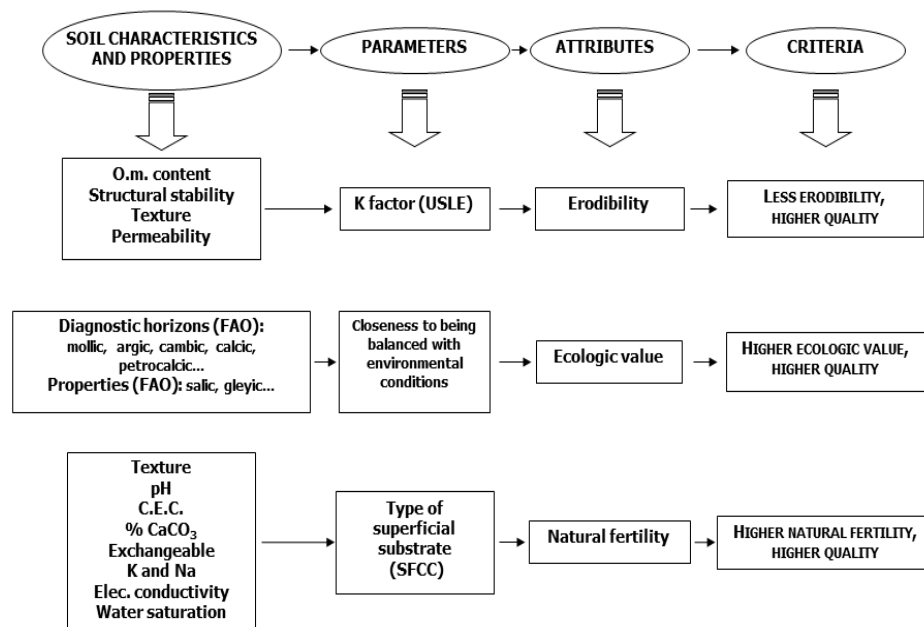 SOIL CHARACTERISTICS
AND PROPERTIES
PARAMETERS
ATTRIBUTES
CRITERIA
O.m. content
Structural stability
Texture
Permeability
K factor (USLE)
Erodibility
LESS ERODIBILITY,
HIGHER QUALITY
Diagnostic horizons (FAO):
mollic, argic, cambic, calcic,
petrocalcic...
Properties (FAO): salic, gleyic...
Closeness to being
balanced with
environmental
conditions
Ecologic value
HIGHER ECOLOGIC VALUE,
HIGHER QUALITY
Texture
pH
C.E.C.
% CaCO₃
Exchangeable
K and Na
Elec. conductivity
Water saturation
Type of
superficial
substrate
(SFCC)
Natural fertility
HIGHER NATURAL FERTILITY,
HIGHER QUALITY